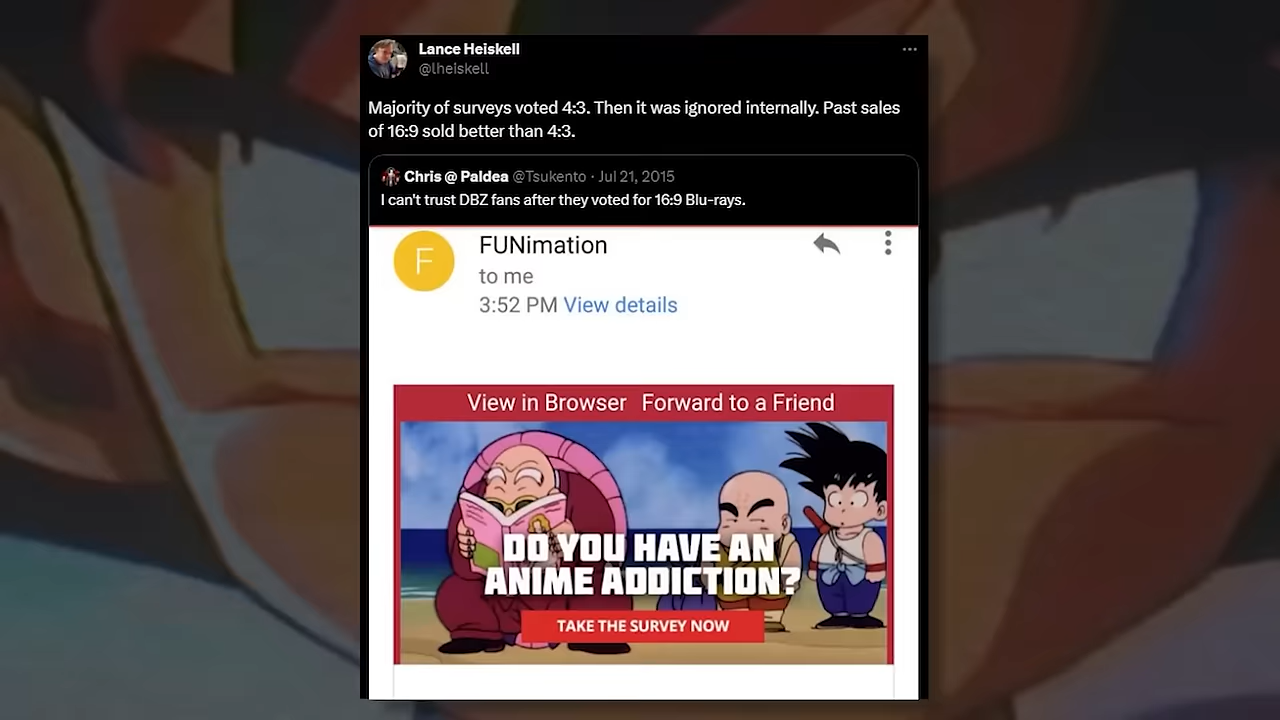 Lance Heiskell
@lheiskell
Majority of surveys voted 4:3. Then it was ignored internally. Past sales
of 16:9 sold better than 4:3.
Chris @ Paldea @Tsukento · Jul 21, 2015
I can't trust DBZ fans after they voted for 16:9 Blu-rays.
F
FUNimation
to me
3:52 PM View details
View in Browser Forward to a Friend
DO YOU HAVE AN
ANIME ADDICTION?
TAKE THE SURVEY NOW